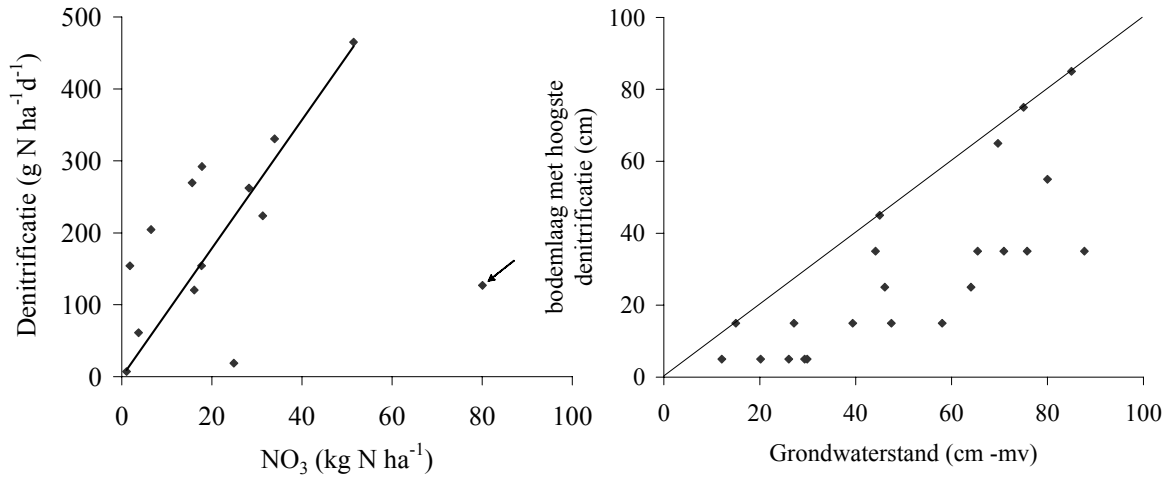 500
400
300
200
100
0
Denitrificatie (g N ha⁻¹d⁻¹)
0 20 40 60 80 100
NO₃ (kg N ha⁻¹)
100
80
60
40
20
0
bodemlaag met hoogste
denitrificatie (cm)
0 20 40 60 80 100
Grondwaterstand (cm -mv)